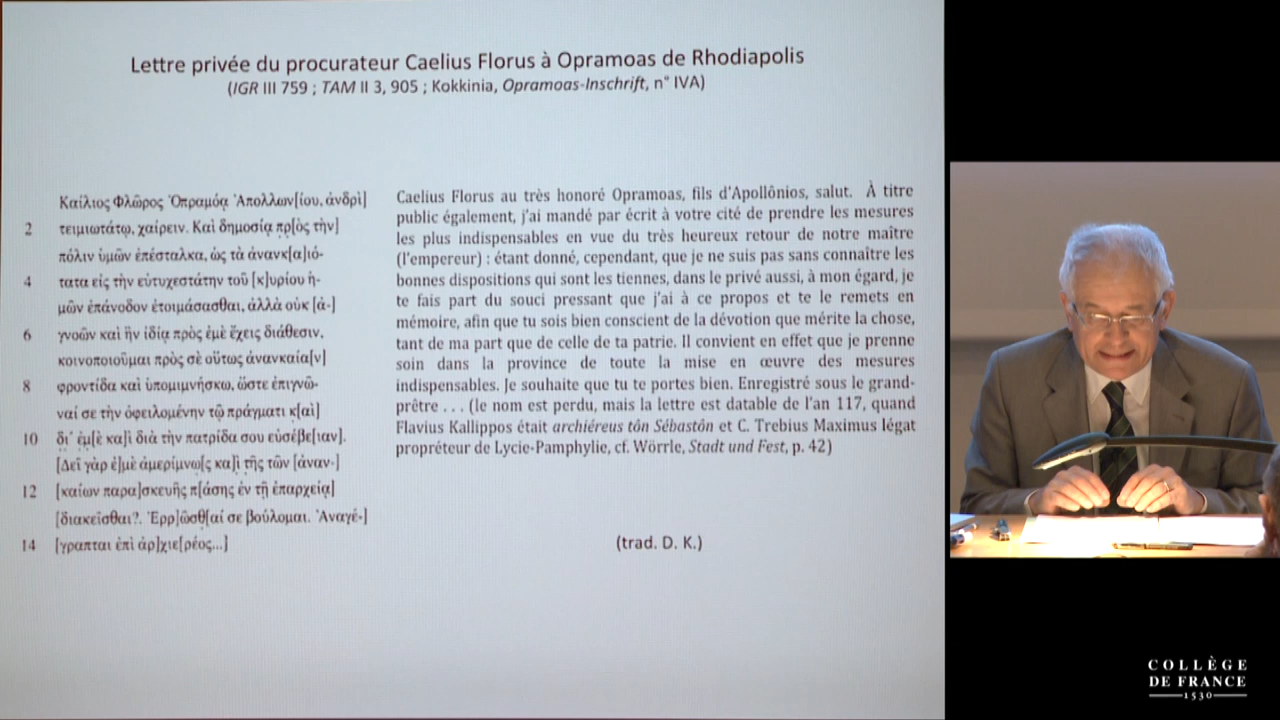 Lettre privée du procurateur Caelius Florus à Opramoas de Rhodiapolis
(IGR III 759 ; TAM II 3, 905 ; Kokkinia, Opramoas-Inschrift, n° IVA)
Καίλιος Φλῶρος Ὀπραμόᾳ Ἀπολλων[ίου, ἀνδρὶ]
2 τειμιωτάτῳ, χαίρειν. Καὶ δημοσίᾳ πρ[ὸς τὴν]
πόλιν ὑμῶν ἐπέσταλκα, ὡς τὰ ἀνανκ[α]ιό-
4 τατα εἰς τὴν εὐτυχεστάτην τοῦ [κ]υρίου ἡ-
μῶν ἐπάνοδον ἑτοιμάσασθαι, ἀλλὰ οὐκ [ἀ-]
6 γνοῶν καὶ ἣν ἰδίᾳ πρὸς ἐμὲ ἔχεις διάθεσιν,
κοινοποιοῦμαι πρὸς σὲ οὕτως ἀνανκαία[ν]
8 φροντίδα καὶ ὑπομιμνήσκω, ὥστε ἐπιγνῶ-
ναί σε τὴν ὀφειλομένην τῷ πράγματι κ[αὶ]
10 δι᾽ ἐμ[ὲ κα]ὶ διὰ τὴν πατρίδα σου εὐσέβε[ιαν].
[Δεῖ γὰρ ἐ]μὲ ἀμερίμνω[ς κα]ὶ τῆς τῶν [ἀναν-]
12 [καίων παρα]σκευῆς π[άσης ἐν τῇ ἐπαρχείᾳ]
[διακεῖσθαι?. Ἐρρ]ῶσθ[αί σε βούλομαι. Ἀναγέ-]
14 [γραπται ἐπὶ ἀρ]χιε[ρέος...]
Caelius Florus au très honoré Opramoas, fils d'Apollônios, salut. À titre
public également, j'ai mandé par écrit à votre cité de prendre les mesures
les plus indispensables en vue du très heureux retour de notre maître
(l'empereur) : étant donné, cependant, que je ne suis pas sans connaître les
bonnes dispositions qui sont les tiennes, dans le privé aussi, à mon égard, je
te fais part du souci pressant que j'ai à ce propos et te le remets en
mémoire, afin que tu sois bien conscient de la dévotion que mérite la chose,
tant de ma part que de celle de ta patrie. Il convient en effet que je prenne
soin dans la province de toute la mise en œuvre des mesures
indispensables. Je souhaite que tu te portes bien. Enregistré sous le grand-
prêtre . . . (le nom est perdu, mais la lettre est datable de l'an 117, quand
Flavius Kallippos était archiéreus tôn Sébastôn et C. Trebius Maximus légat
propréteur de Lycie-Pamphylie, cf. Wörrle, Stadt und Fest, p. 42)
(trad. D. K.)
COLLÈGE
DE FRANCE
1530